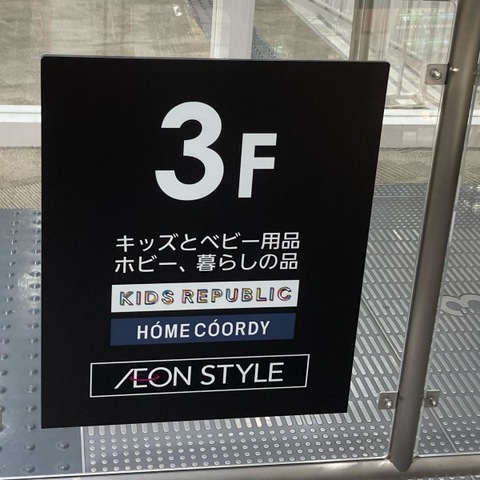 3F
キッズとベビー用品
ホビー、暮らしの品
KIDS REPUBLIC
HÓME CÓORDY
ÆON STYLE